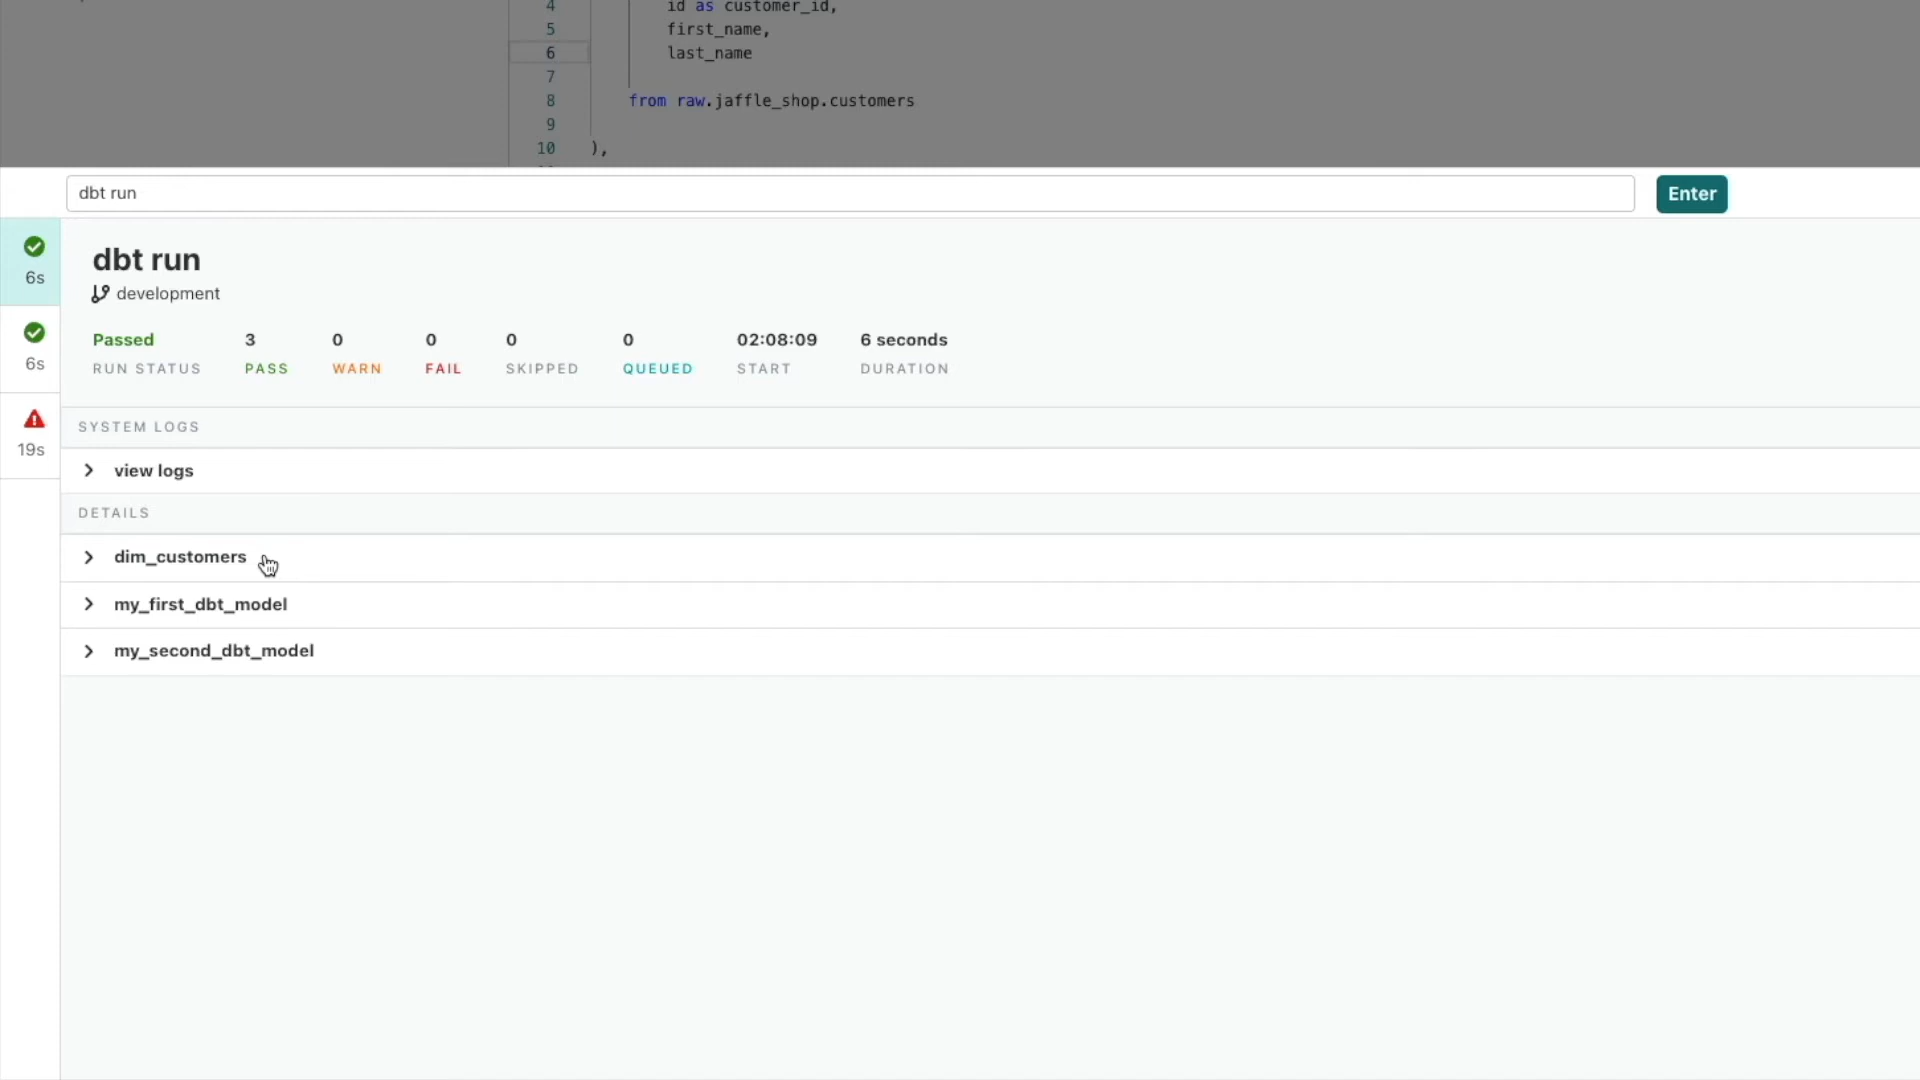 4 id as customer_id,
5 first_name,
6 last_name
7
8 from raw.jaffle_shop.customers
9
10 ),
dbt run
Enter
6s
6s
19s
dbt run
development
Passed 3 0 0 0 0 02:08:09 6 seconds
RUN STATUS PASS WARN FAIL SKIPPED QUEUED START DURATION
SYSTEM LOGS
view logs
DETAILS
dim_customers
my_first_dbt_model
my_second_dbt_model